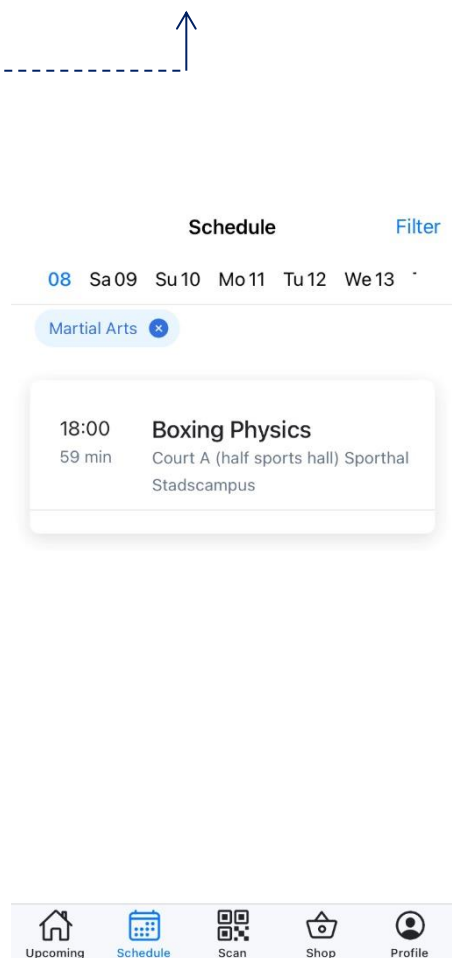 Schedule Filter
08 Sa 09 Su 10 Mo 11 Tu 12 We 13
Martial Arts
18:00 Boxing Physics
59 min Court A (half sports hall) Sporthal
Stadscampus
Upcoming Schedule Scan Shop Profile